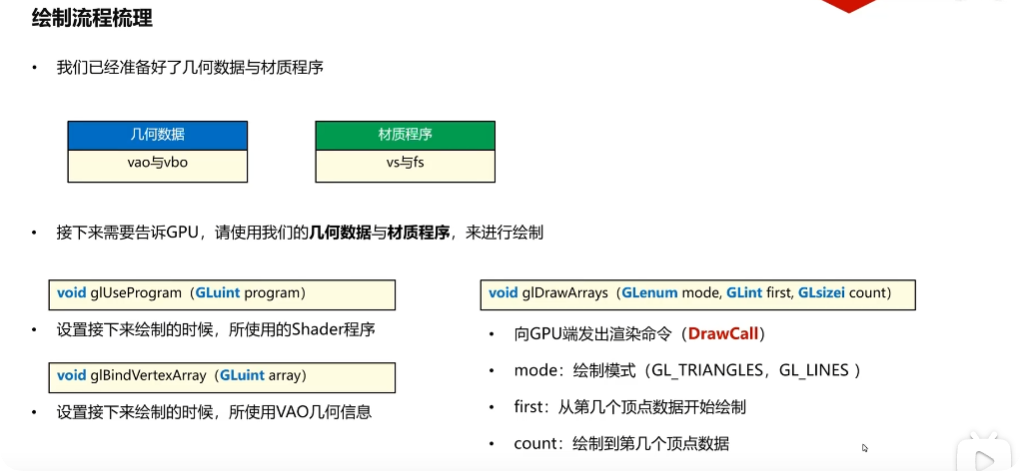 绘制流程梳理
• 我们已经准备好了几何数据与材质程序
几何数据
vao与vbo
材质程序
vs与fs
• 接下来需要告诉GPU，请使用我们的几何数据与材质程序，来进行绘制
void glUseProgram（GLuint program）
• 设置接下来绘制的时候，所使用的Shader程序
void glBindVertexArray（GLuint array）
• 设置接下来绘制的时候，所使用VAO几何信息
void glDrawArrays（GLenum mode, GLint first, GLsizei count）
• 向GPU端发出渲染命令（DrawCall）
• mode：绘制模式（GL_TRIANGLES，GL_LINES ）
• first：从第几个顶点数据开始绘制
• count：绘制到第几个顶点数据